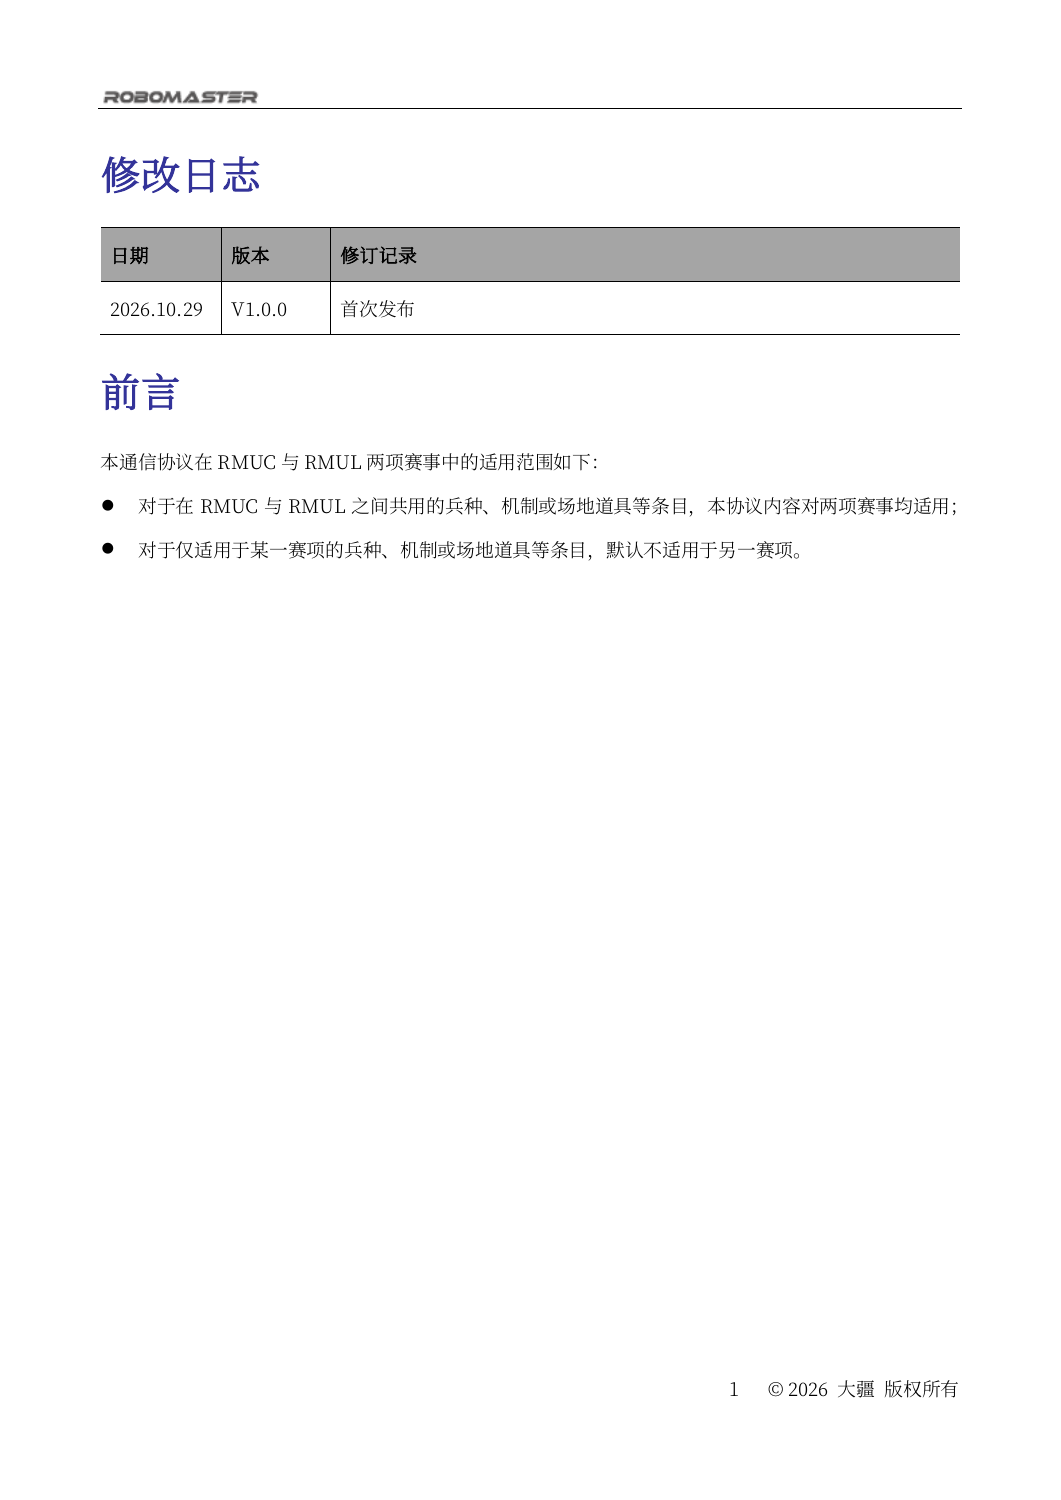 ROBOMASTER
修改日志
日期 版本 修订记录
2026.10.29 V1.0.0 首次发布
前言
本通信协议在 RMUC 与 RMUL 两项赛事中的适用范围如下：
● 对于在 RMUC 与 RMUL 之间共用的兵种、机制或场地道具等条目，本协议内容对两项赛事均适用；
● 对于仅适用于某一赛项的兵种、机制或场地道具等条目，默认不适用于另一赛项。
1 © 2026 大疆 版权所有